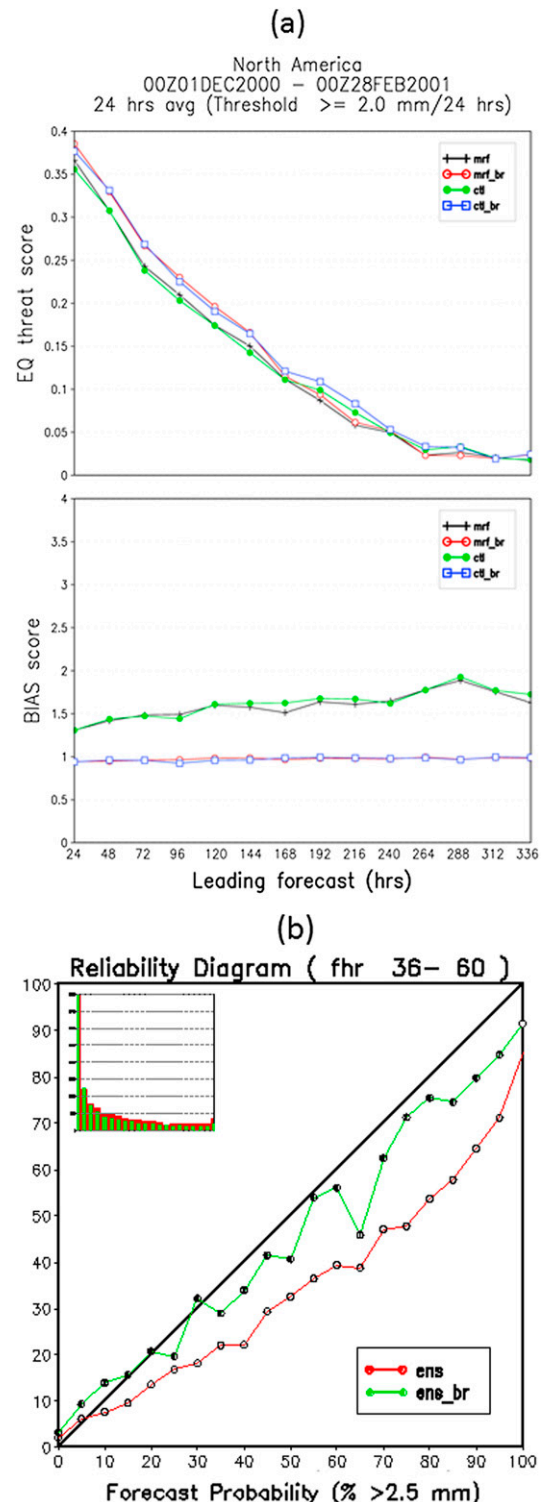 (a)
North America
00Z01DEC2000 - 00Z28FEB2001
24 hrs avg (Threshold >= 2.0 mm/24 hrs)
EQ threat score
0.4
0.35
0.3
0.25
0.2
0.15
0.1
0.05
0
mrf
mrf_br
ctl
ctl_br
BIAS score
4
3.5
3
2.5
2
1.5
1
0.5
0
mrf
mrf_br
ctl
ctl_br
24 48 72 96 120 144 168 192 216 240 264 288 312 336
Leading forecast (hrs)
(b)
Reliability Diagram ( fhr 36- 60 )
100
90
80
70
60
50
40
30
20
10
0
ens
ens_br
0 10 20 30 40 50 60 70 80 90 100
Forecast Probability (% >2.5 mm)